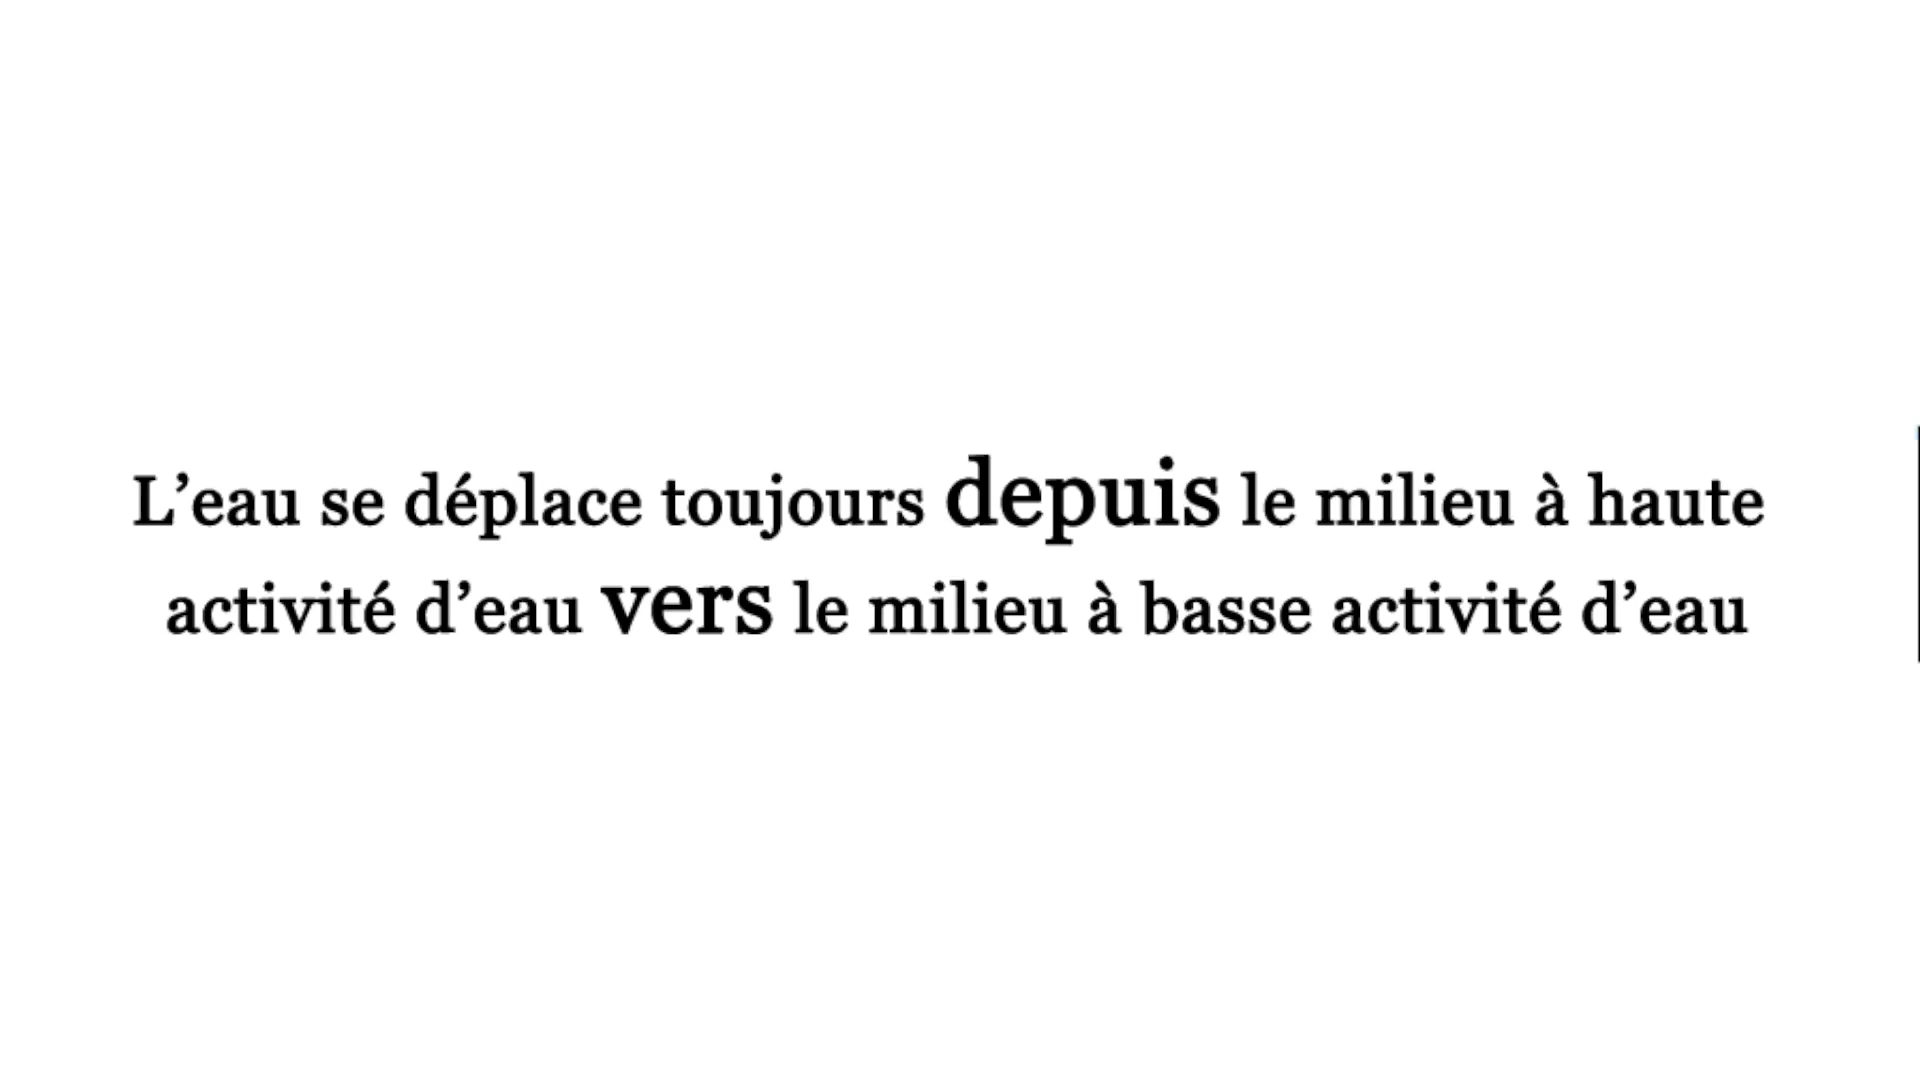 L’eau se déplace toujours depuis le milieu à haute
activité d’eau vers le milieu à basse activité d’eau